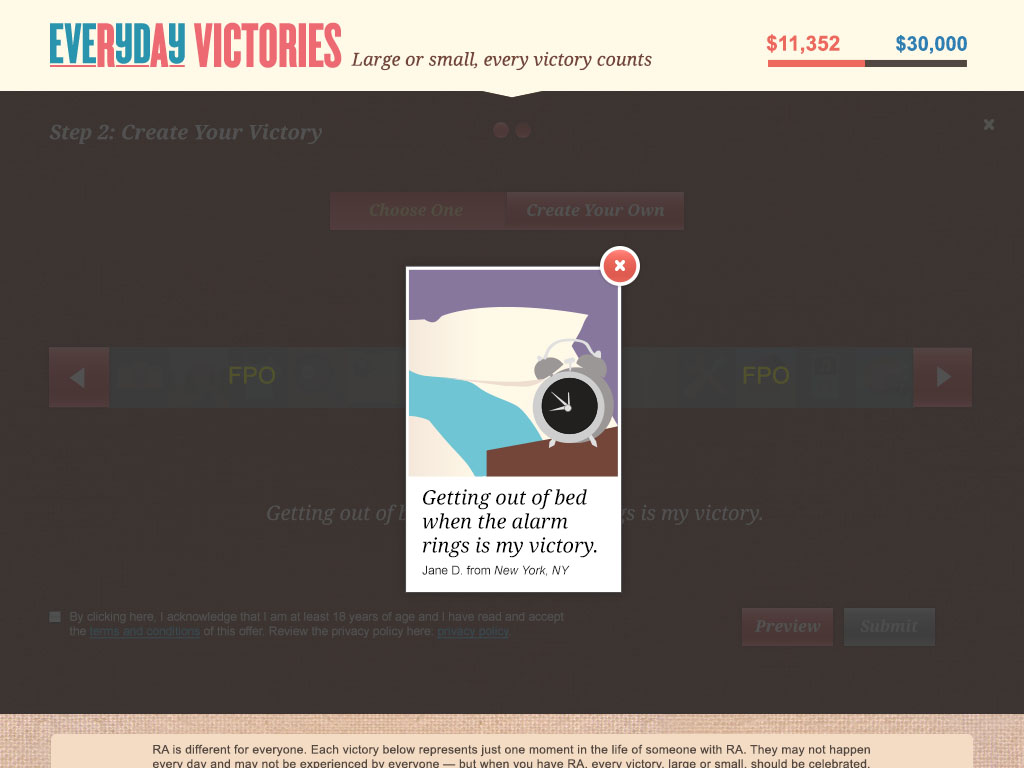 EVERYDAY VICTORIES Large or small, every victory counts
$11,352 $30,000
Step 2: Create Your Victory
Choose One Create Your Own
FPO FPO
Getting out of b gs is my victory.
Getting out of bed
when the alarm
rings is my victory.
Jane D. from New York, NY
By clicking here, I acknowledge that I am at least 18 years of age and I have read and accept
the terms and conditions of this offer. Review the privacy policy here: privacy policy.
Preview Submit
RA is different for everyone. Each victory below represents just one moment in the life of someone with RA. They may not happen
every day and may not be experienced by everyone — but when you have RA, every victory, large or small, should be celebrated.